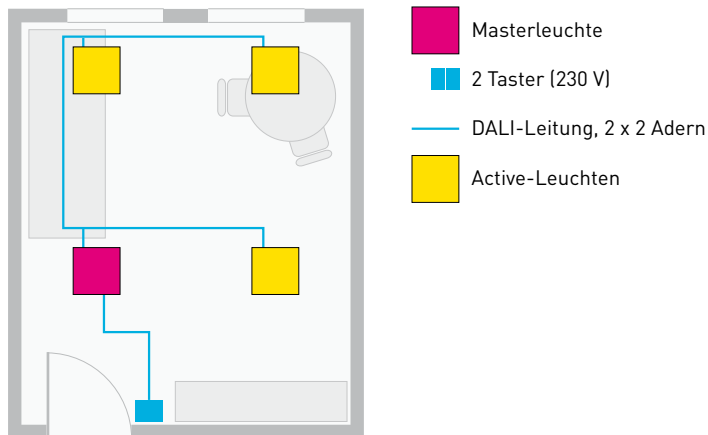 Masterleuchte
2 Taster (230 V)
DALI-Leitung, 2 x 2 Adern
Active-Leuchten